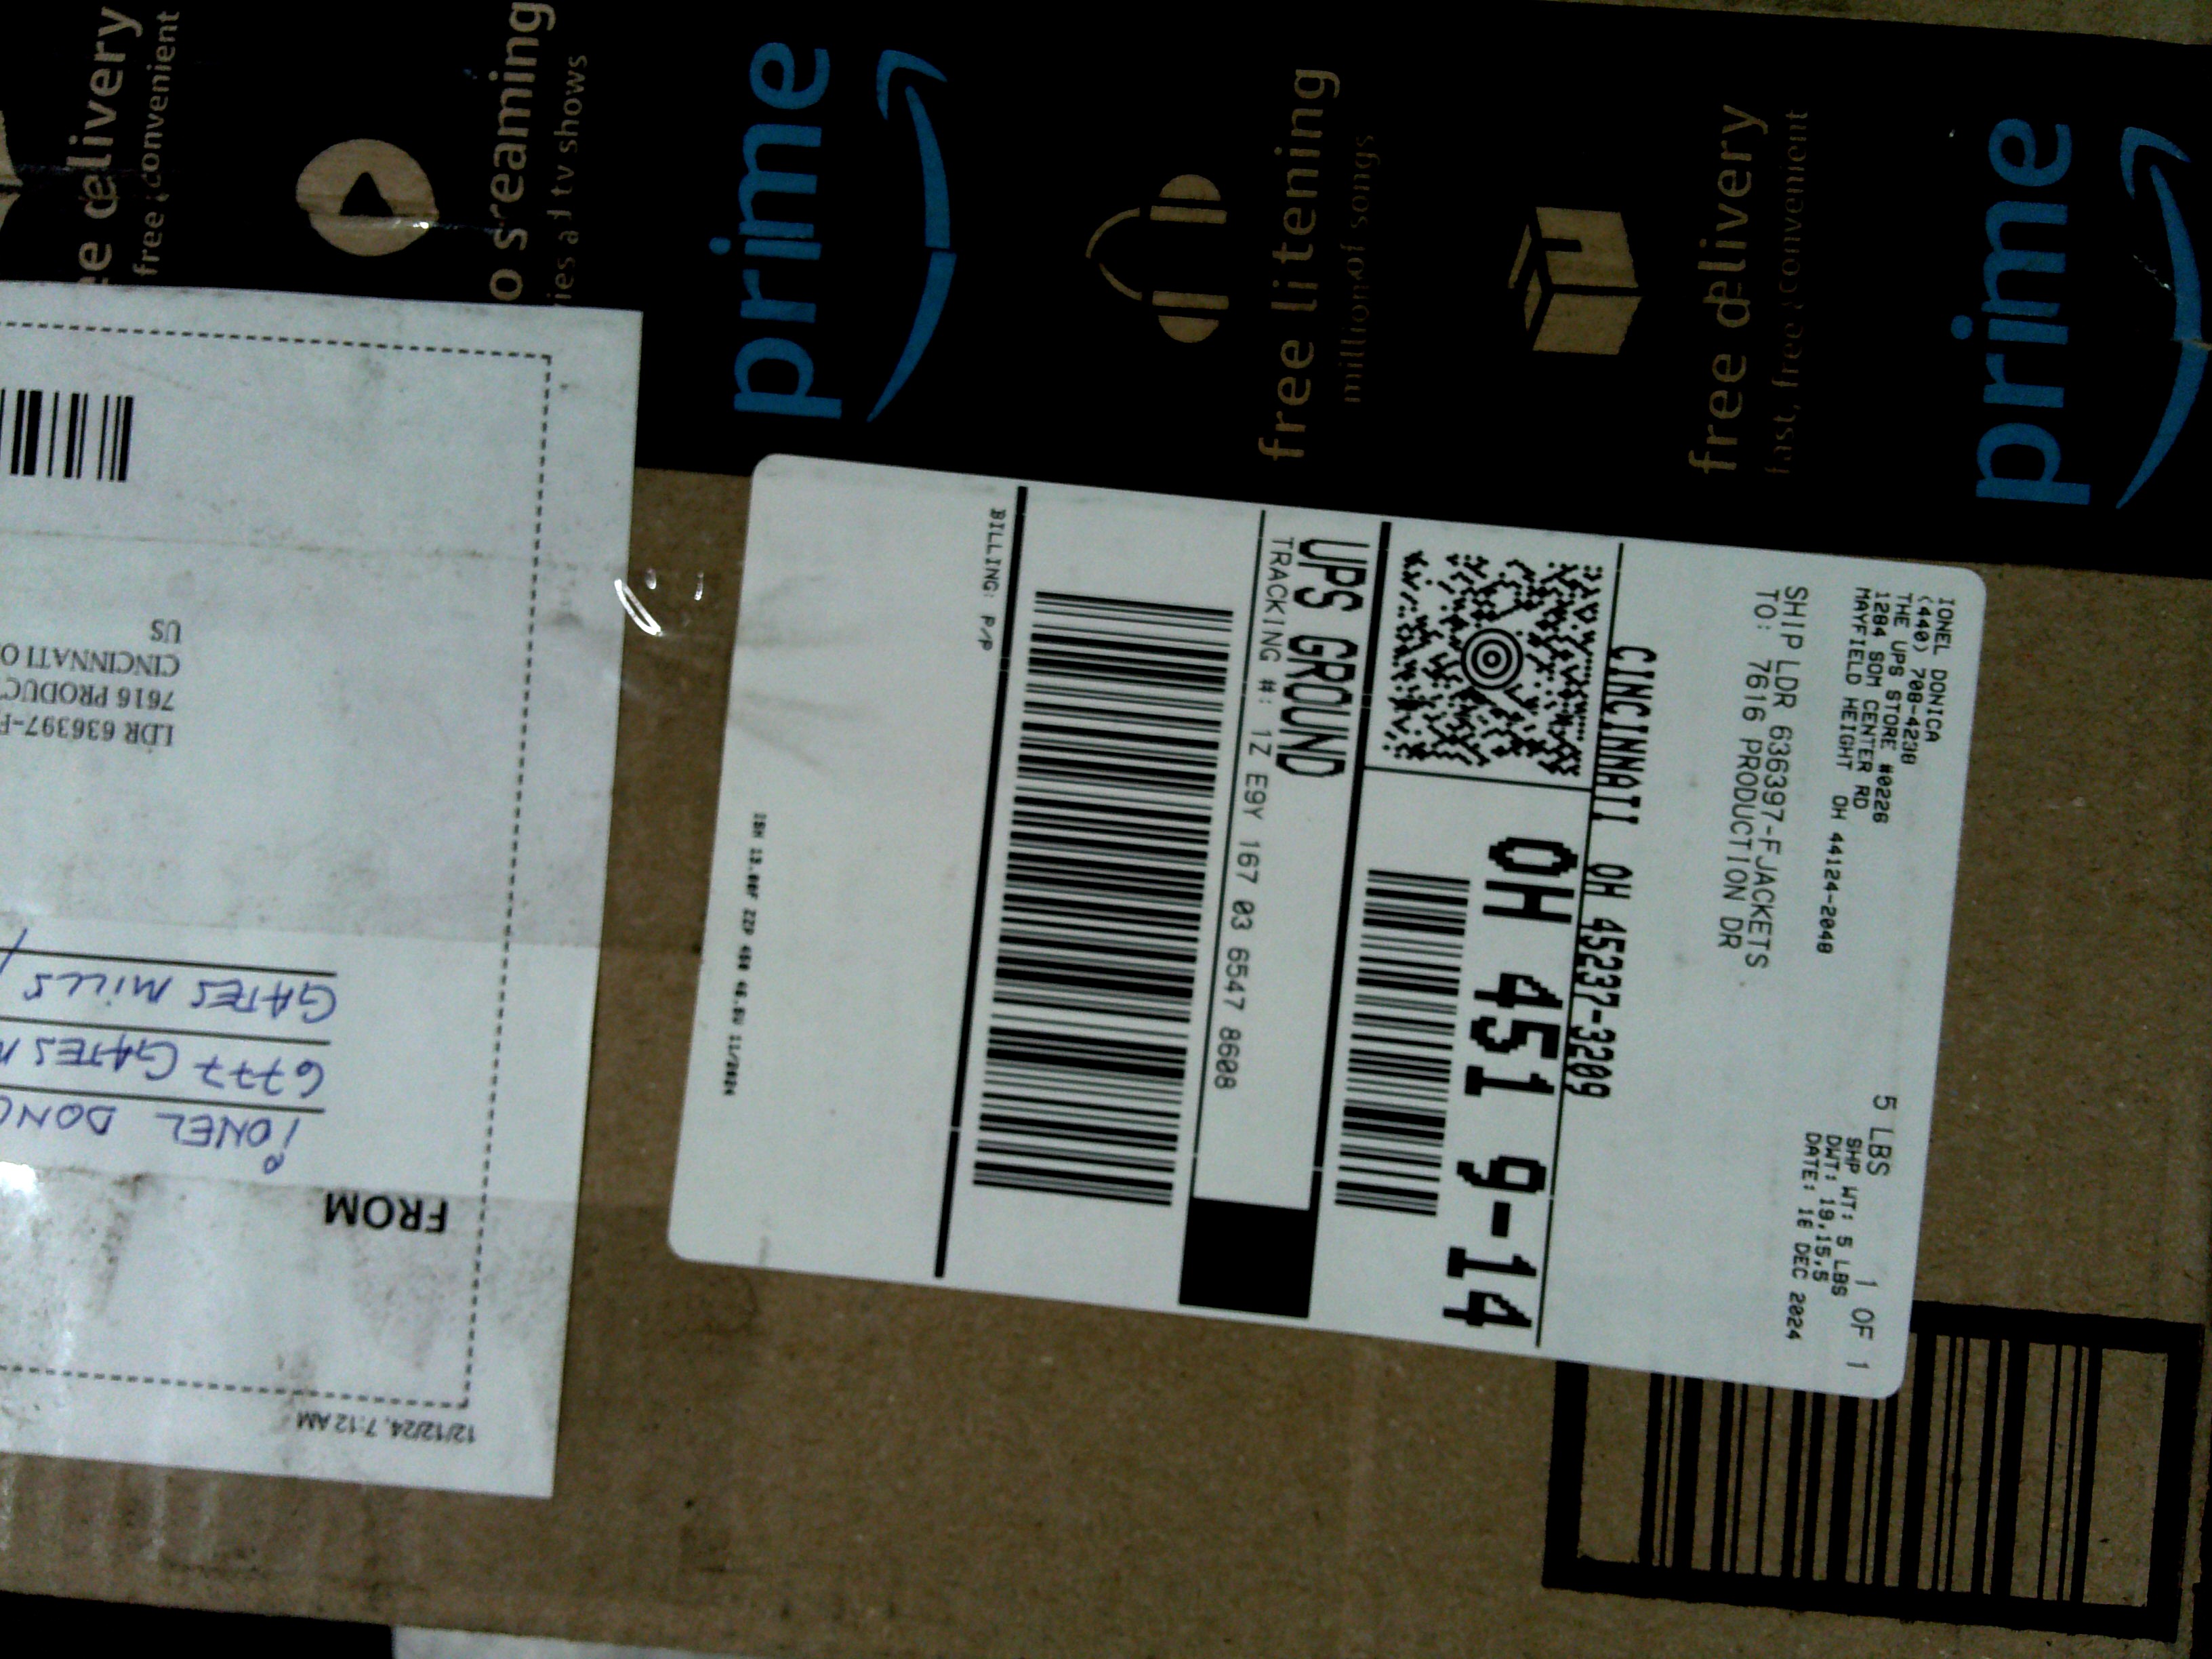 free delivery
free convenient
streaming
tv shows
prime
free listening
millions of songs
free delivery
fast, free convenient
prime
IONEL DONICA
(440) 708-4238
THE UPS STORE #0226
1284 SOM CENTER RD
MAYFIELD HEIGHT OH 44124-2048
5 LBS 1 OF 1
SHP WT: 5 LBS
DWT: 19,15,5
DATE: 16 DEC 2024
SHIP LDR 636397-FJACKETS
TO: 7616 PRODUCTION DR
CINCINNATI OH 45237-3209
OH 451 9-14
UPS GROUND
TRACKING #: 1Z E9Y 167 03 6547 8608
BILLING: P/P
12/12/24, 7:12 AM
FROM
IONEL
6777 GATES
GATES MILLS
LDR 636397-F
7616
CINCINNATI
US